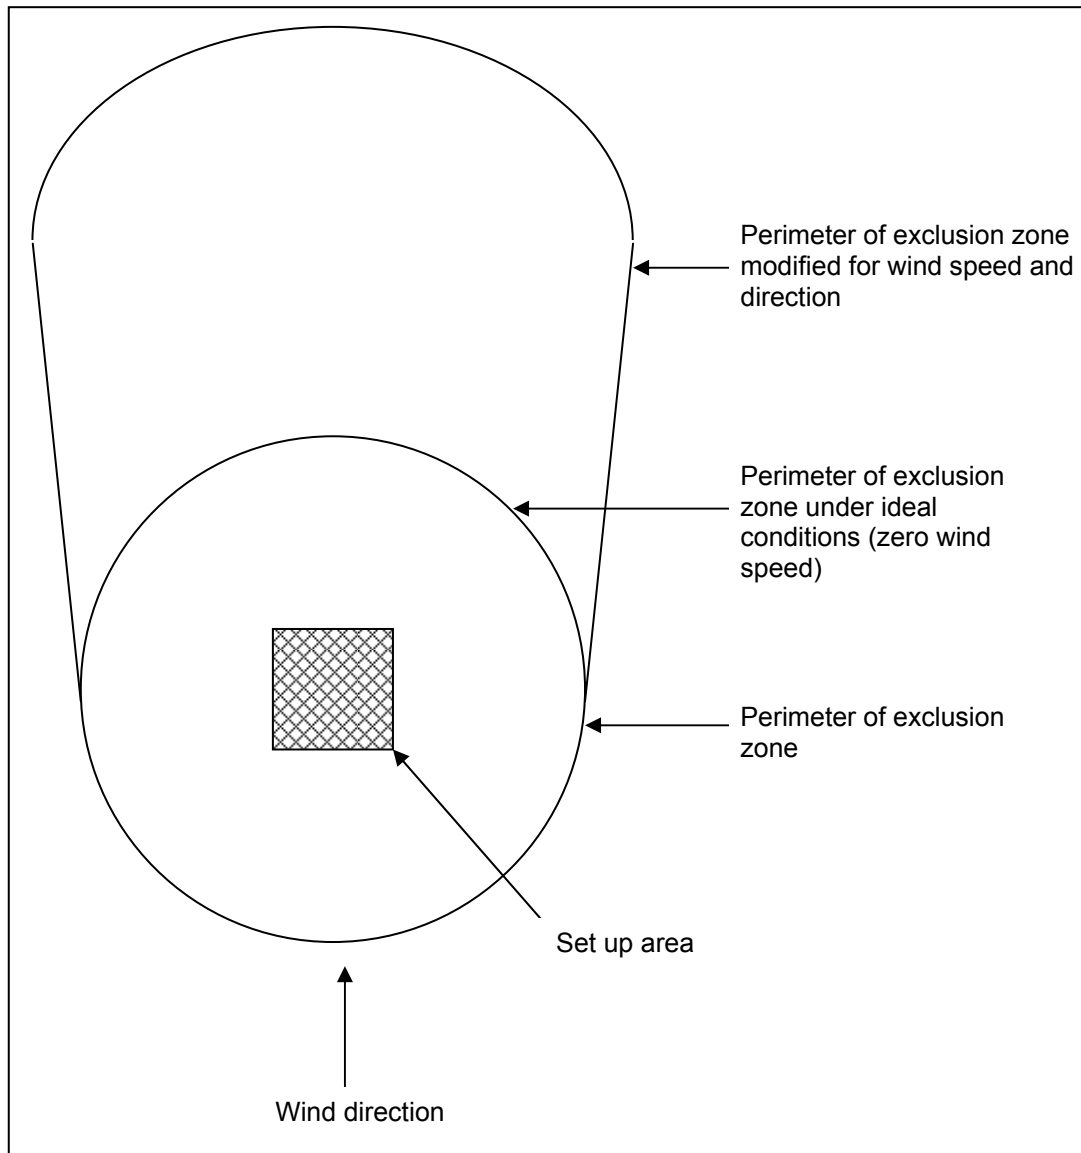 Perimeter of exclusion zone
modified for wind speed and
direction
Perimeter of exclusion
zone under ideal
conditions (zero wind
speed)
Perimeter of exclusion
zone
Set up area
Wind direction